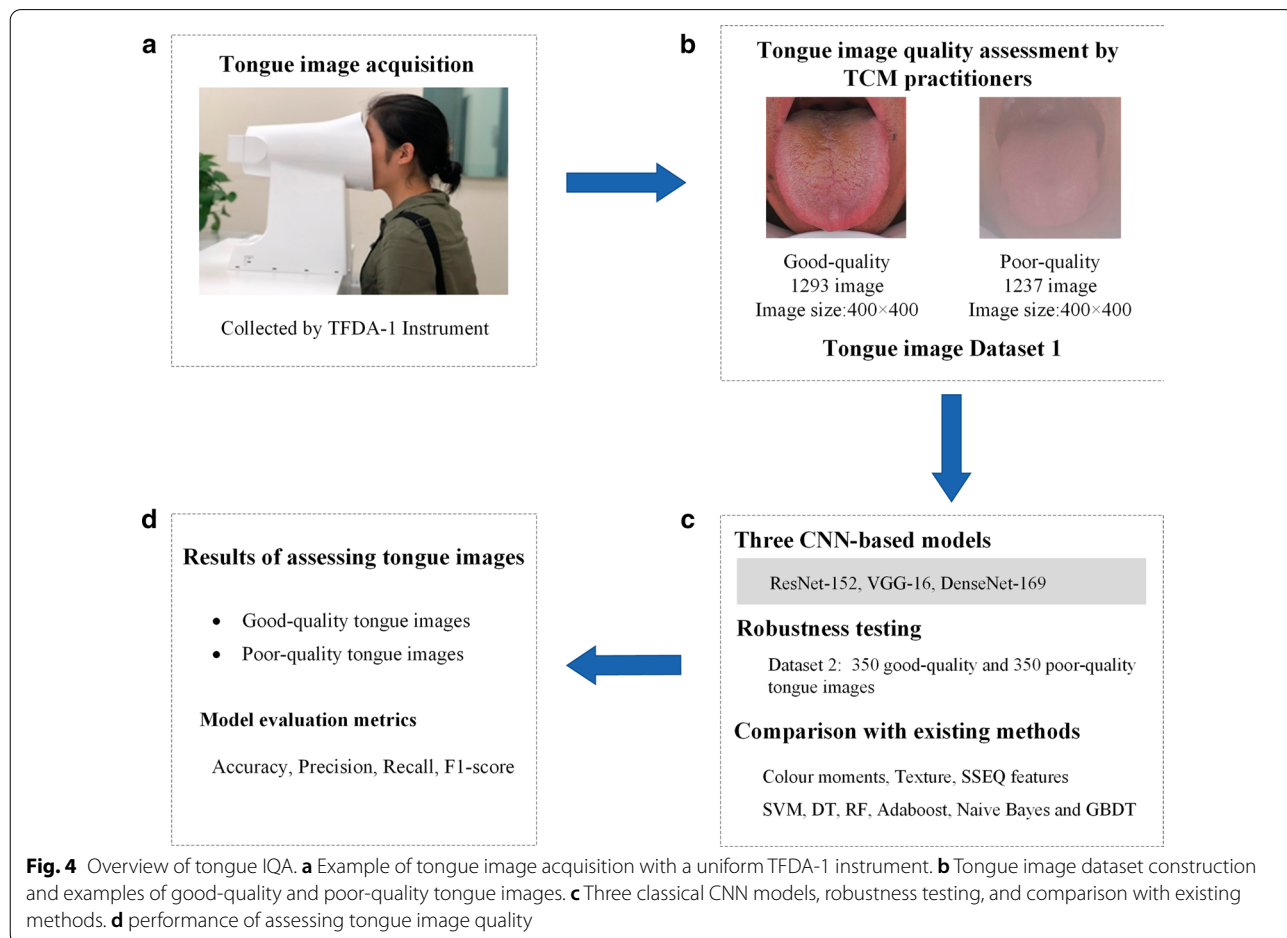 a
Tongue image acquisition
Collected by TFDA-1 Instrument
b
Tongue image quality assessment by
TCM practitioners
Good-quality
1293 image
Image size:400×400
Poor-quality
1237 image
Image size:400×400
Tongue image Dataset 1
c
Three CNN-based models
ResNet-152, VGG-16, DenseNet-169
Robustness testing
Dataset 2: 350 good-quality and 350 poor-quality
tongue images
Comparison with existing methods
Colour moments, Texture, SSEQ features
SVM, DT, RF, Adaboost, Naive Bayes and GBDT
d
Results of assessing tongue images
• Good-quality tongue images
• Poor-quality tongue images
Model evaluation metrics
Accuracy, Precision, Recall, F1-score
Fig. 4 Overview of tongue IQA. a Example of tongue image acquisition with a uniform TFDA-1 instrument. b Tongue image dataset construction
and examples of good-quality and poor-quality tongue images. c Three classical CNN models, robustness testing, and comparison with existing
methods. d performance of assessing tongue image quality